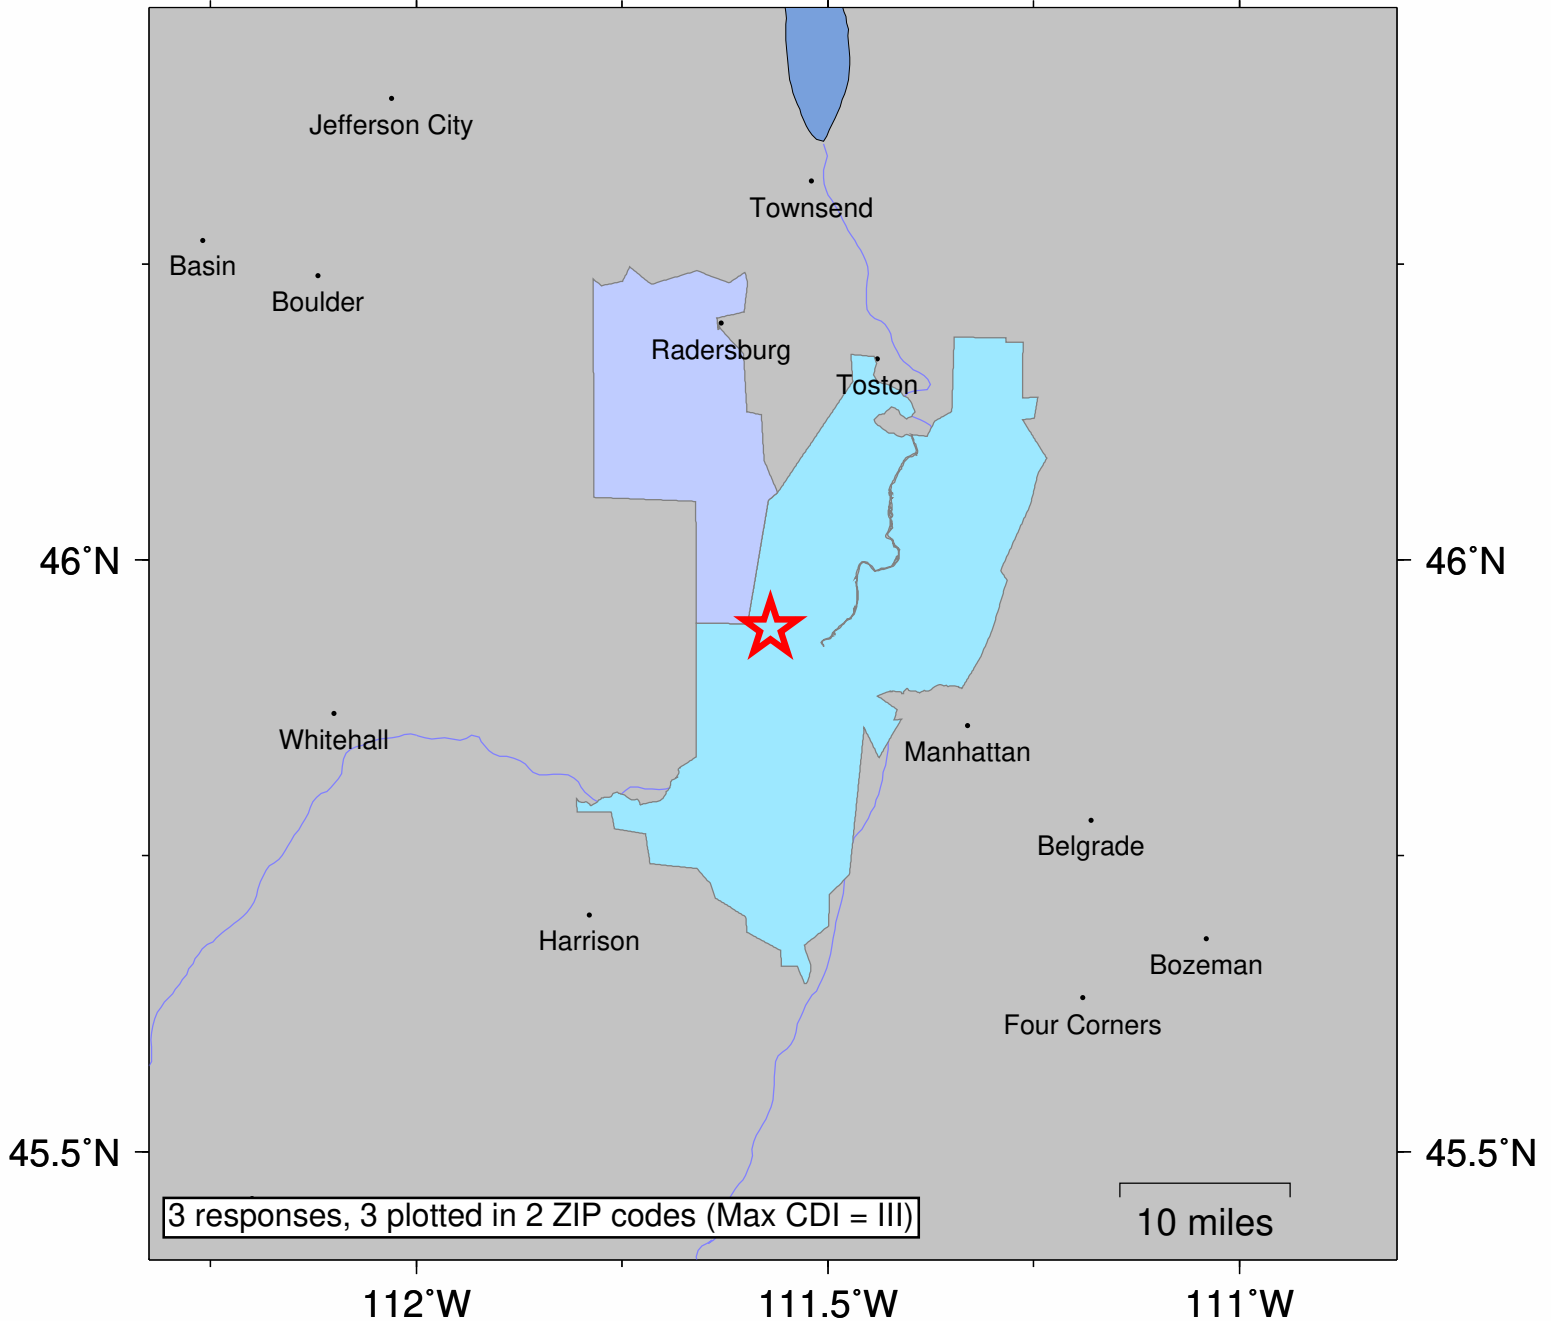 Jefferson City
Townsend
Basin
Boulder
Radersburg
Toston
46°N
46°N
Whitehall
Manhattan
Belgrade
Harrison
Bozeman
Four Corners
45.5°N
45.5°N
3 responses, 3 plotted in 2 ZIP codes (Max CDI = III)
10 miles
112°W
111.5°W
111°W